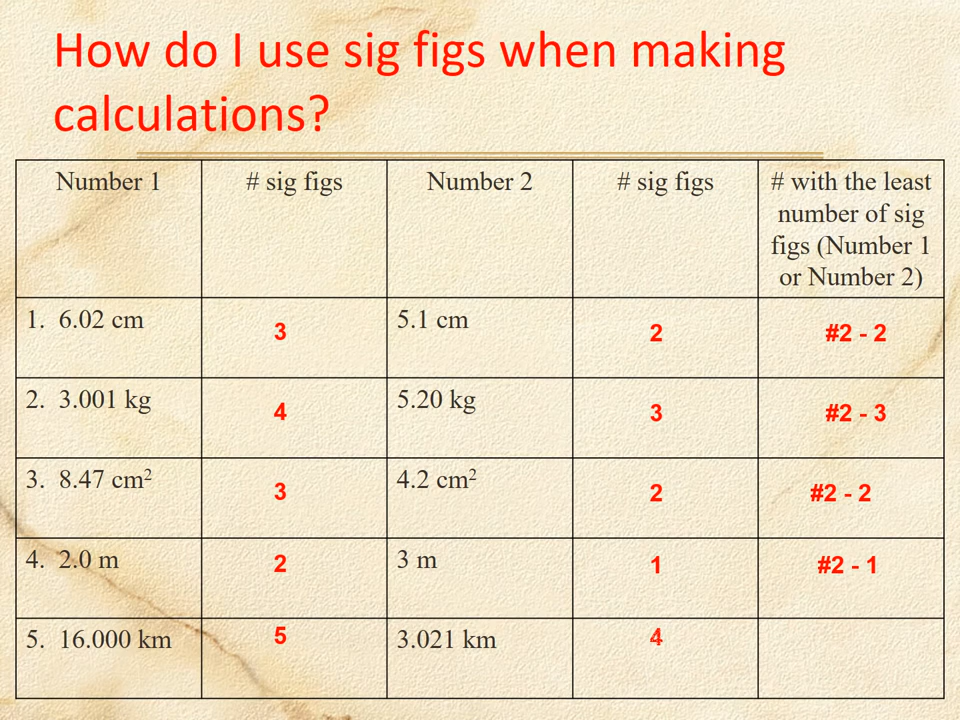 How do I use sig figs when making
calculations?
Number 1 # sig figs Number 2 # sig figs # with the least
number of sig
figs (Number 1
or Number 2)
1. 6.02 cm 3 5.1 cm 2 #2 - 2
2. 3.001 kg 4 5.20 kg 3 #2 - 3
3. 8.47 cm² 3 4.2 cm² 2 #2 - 2
4. 2.0 m 2 3 m 1 #2 - 1
5. 16.000 km 5 3.021 km 4